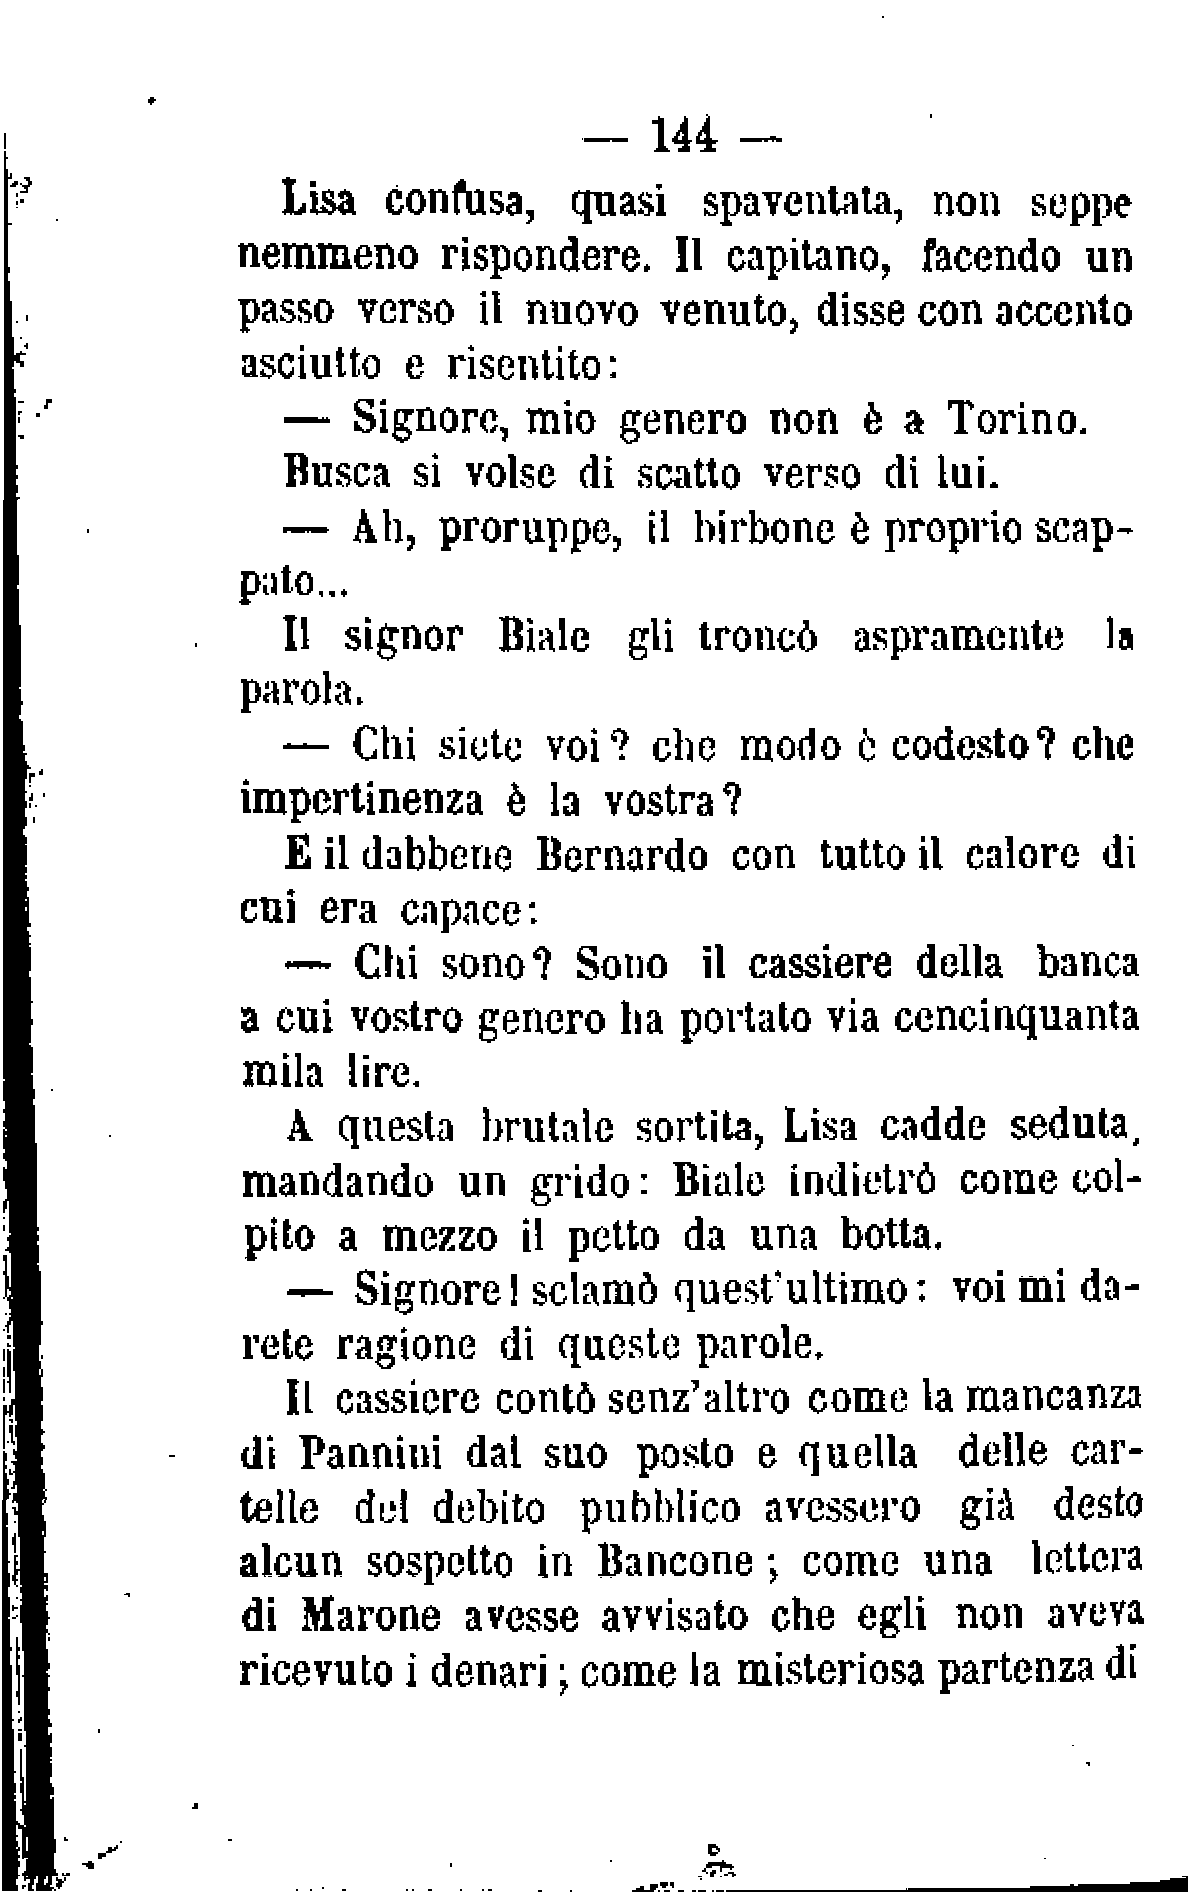 — 144 —
Lisa confusa, quasi spaventata, non seppe
nemmeno rispondere. Il capitano, facendo un
passo verso il nuovo venuto, disse con accento
asciutto e risentito:
— Signore, mio genero non è a Torino.
Busca si volse di scatto verso di lui.
— Ah, proruppe, il birbone è proprio scap-
pato...
Il signor Biale gli troncò aspramente la
parola.
— Chi siete voi? che modo è codesto? che
impertinenza è la vostra?
E il dabbene Bernardo con tutto il calore di
cui era capace:
— Chi sono? Sono il cassiere della banca
a cui vostro genero ha portato via cencinquanta
mila lire.
A questa brutale sortita, Lisa cadde seduta,
mandando un grido: Biale indietrò come col-
pito a mezzo il petto da una botta.
— Signore! sclamò quest'ultimo: voi mi da-
rete ragione di queste parole.
Il cassiere contò senz'altro come la mancanza
di Pannini dal suo posto e quella delle car-
telle del debito pubblico avessero già desto
alcun sospetto in Bancone; come una lettera
di Marone avesse avvisato che egli non aveva
ricevuto i denari; come la misteriosa partenza di